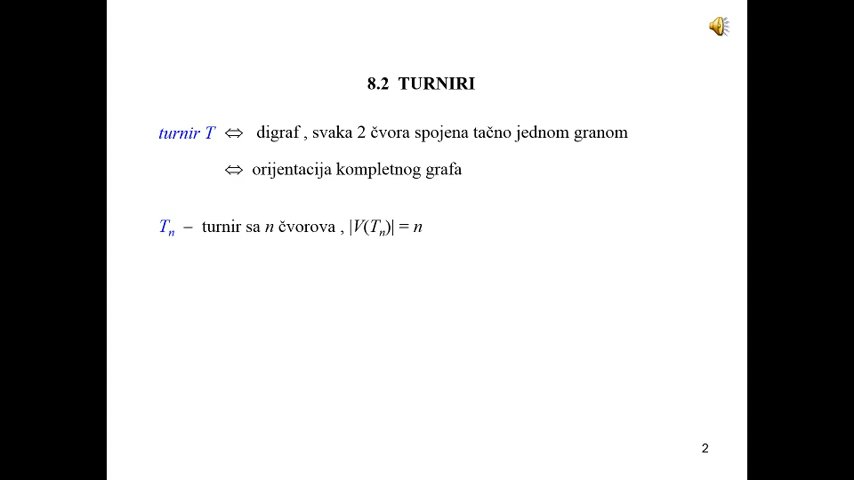 8.2 TURNIRI
turnir T ⇔ digraf , svaka 2 čvora spojena tačno jednom granom
⇔ orijentacija kompletnog grafa
Tn – turnir sa n čvorova , |V(Tn)| = n
2